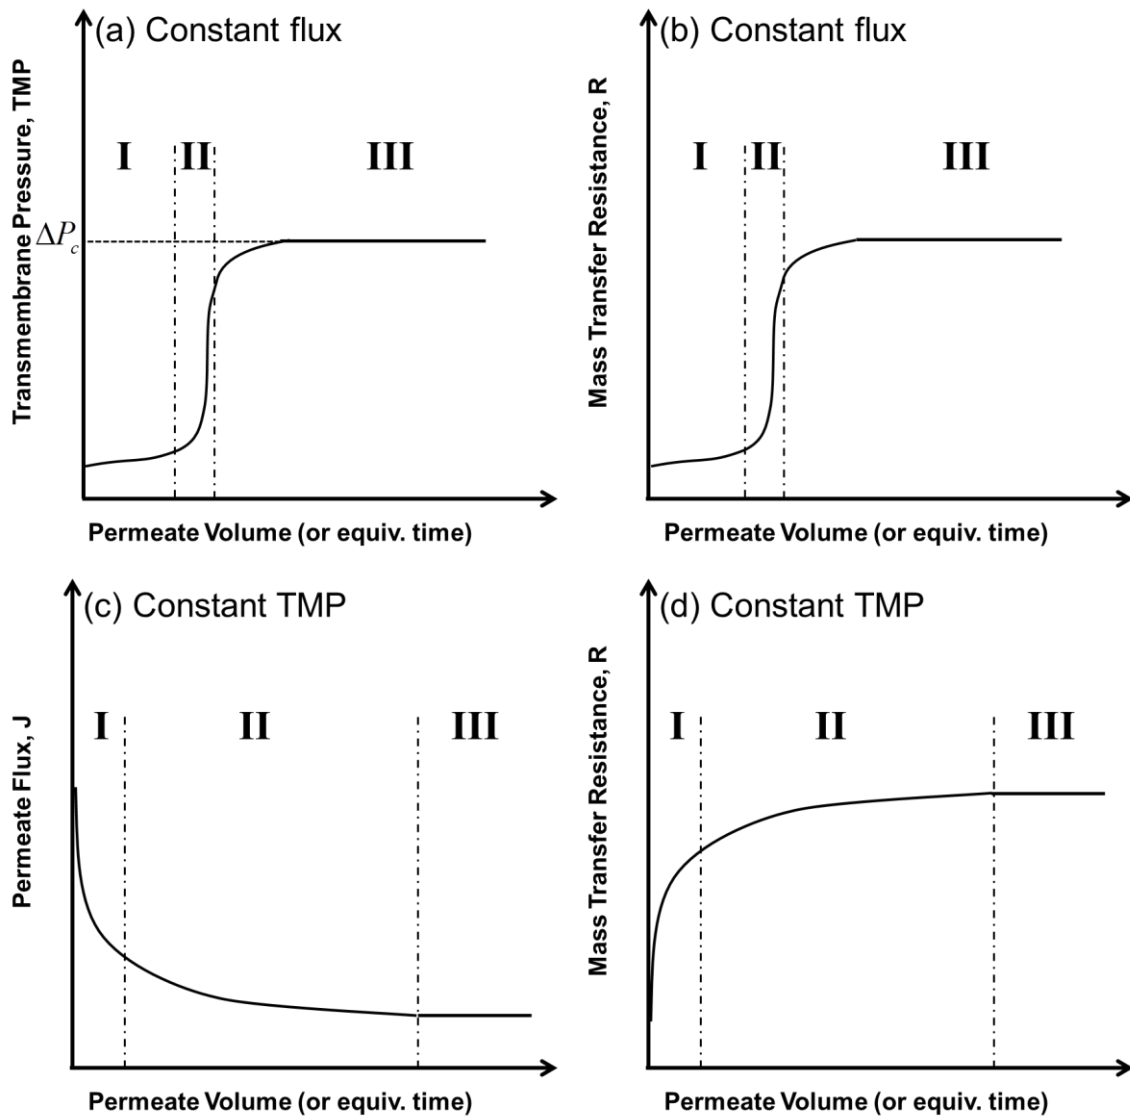 (a) Constant flux
Transmembrane Pressure, TMP
I
II
III
ΔP_c
Permeate Volume (or equiv. time)
(b) Constant flux
Mass Transfer Resistance, R
I
II
III
Permeate Volume (or equiv. time)
(c) Constant TMP
Permeate Flux, J
I
II
III
Permeate Volume (or equiv. time)
(d) Constant TMP
Mass Transfer Resistance, R
I
II
III
Permeate Volume (or equiv. time)